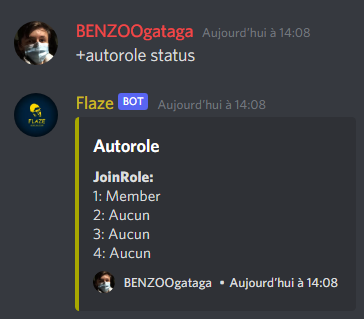 BENZOOgataga Aujourd'hui à 14:08
+autorole status
FLAZE
Flaze BOT Aujourd'hui à 14:08
Autorole
JoinRole:
1: Member
2: Aucun
3: Aucun
4: Aucun
BENZOOgataga • Aujourd'hui à 14:08